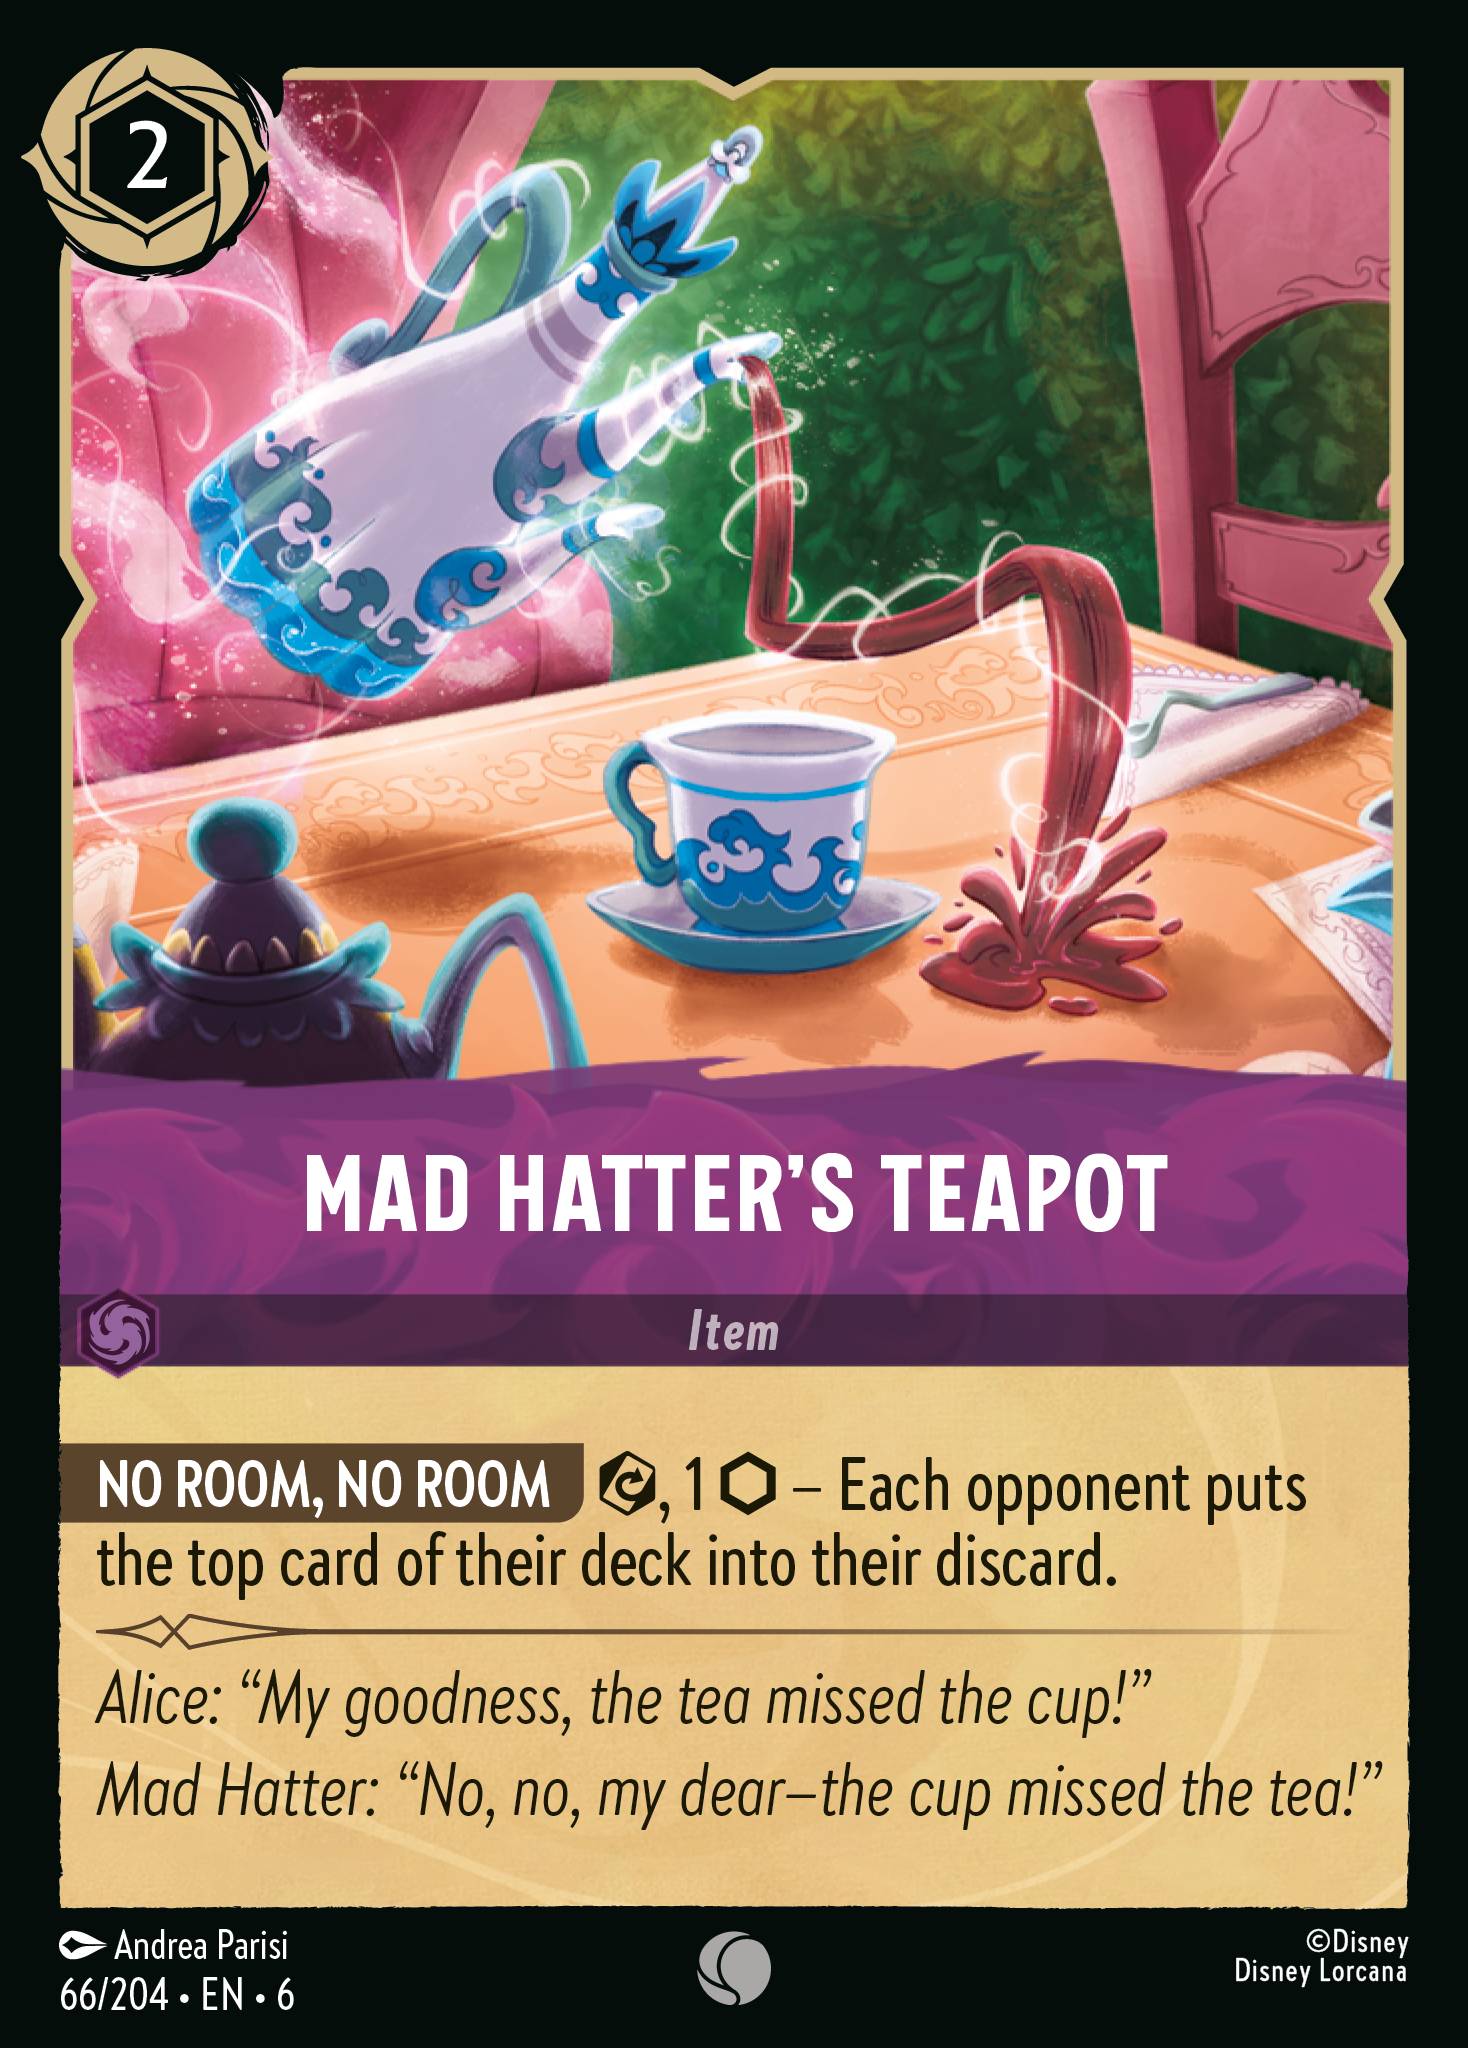 2
MAD HATTER’S TEAPOT
Item
NO ROOM, NO ROOM , 1 – Each opponent puts
the top card of their deck into their discard.
Alice: “My goodness, the tea missed the cup!”
Mad Hatter: “No, no, my dear–the cup missed the tea!”
Andrea Parisi
66/204 • EN • 6
©Disney
Disney Lorcana